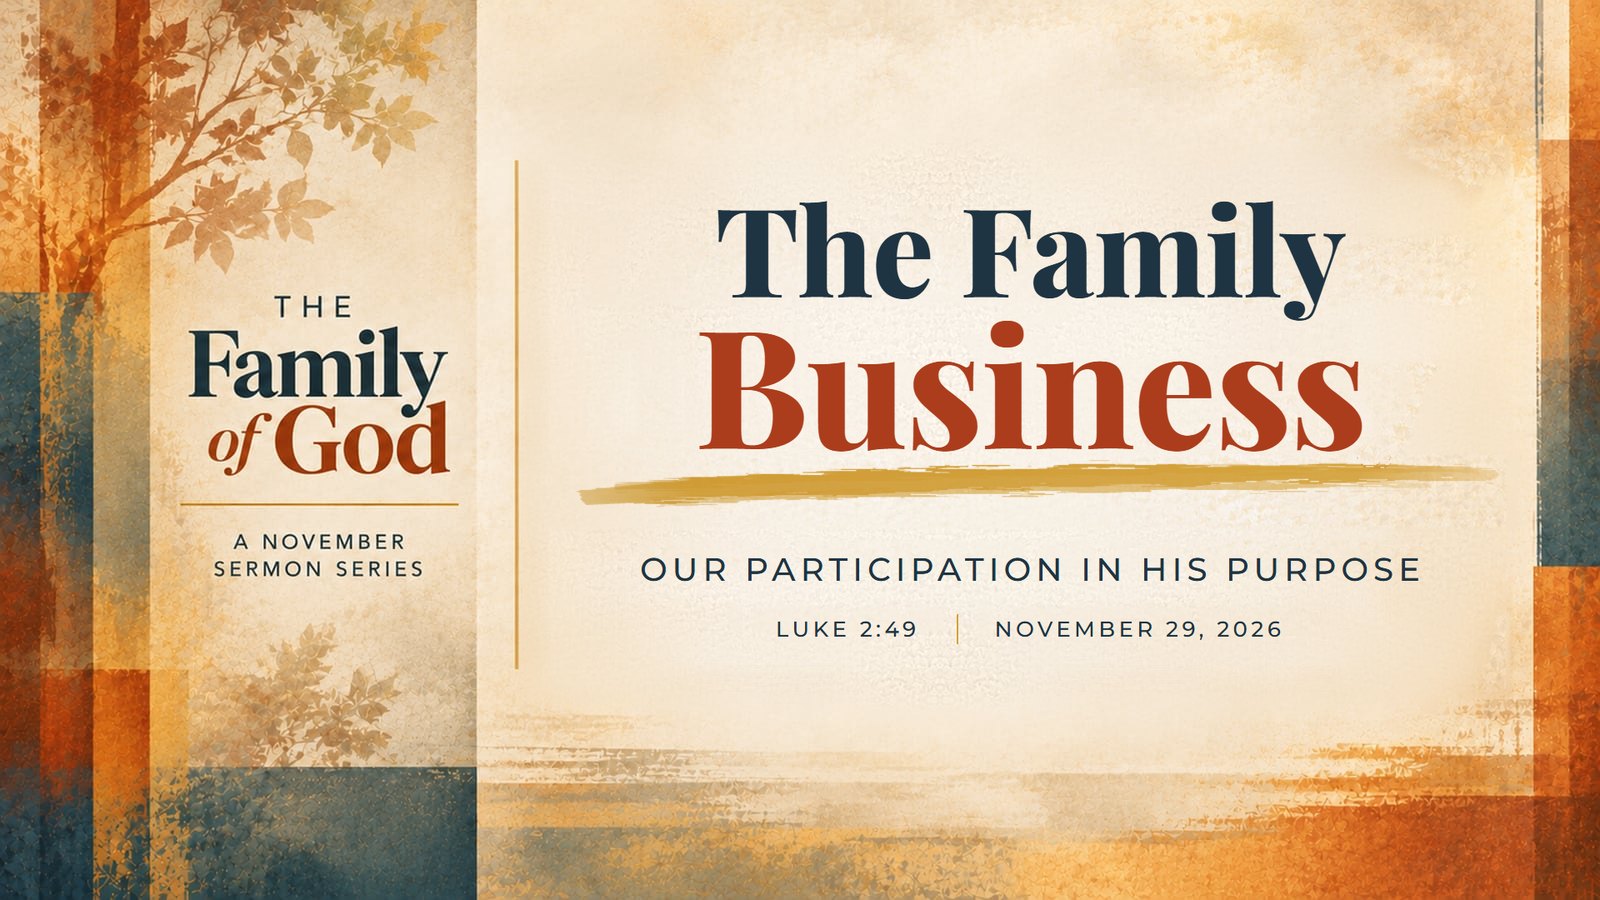 THE
Family
of God
A NOVEMBER
SERMON SERIES
The Family
Business
OUR PARTICIPATION IN HIS PURPOSE
LUKE 2:49 | NOVEMBER 29, 2026